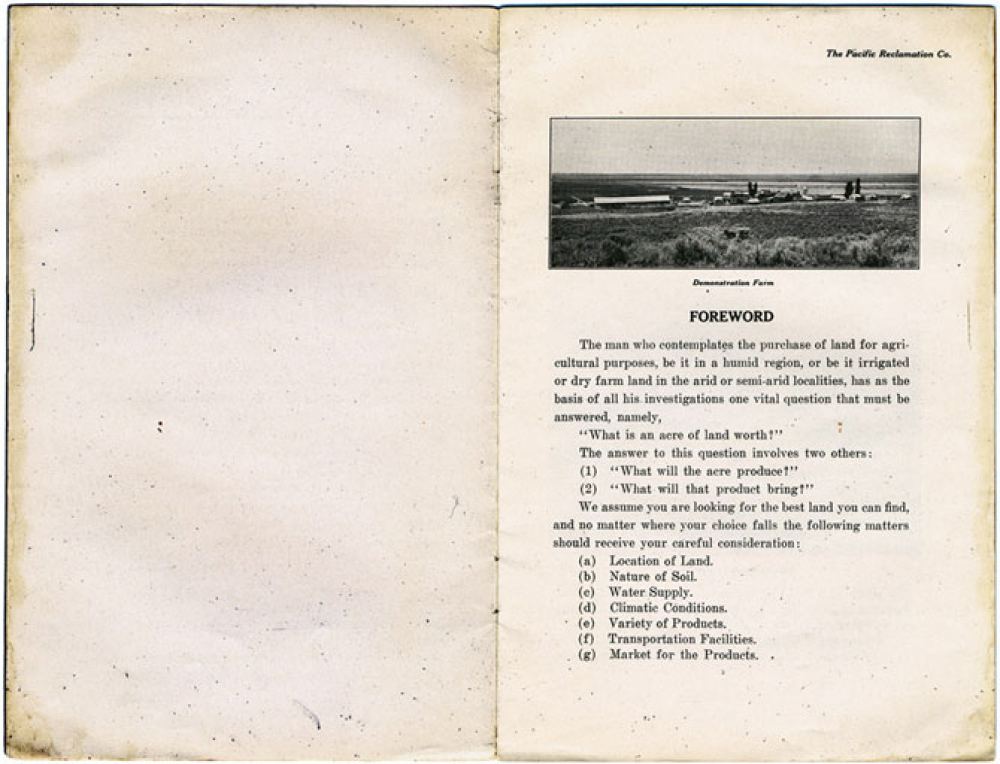 The Pacific Reclamation Co.
Demonstration Farm
FOREWORD
The man who contemplates the purchase of land for agri-
cultural purposes, be it in a humid region, or be it irrigated
or dry farm land in the arid or semi-arid localities, has as the
basis of all his investigations one vital question that must be
answered, namely,
“What is an acre of land worth?”
The answer to this question involves two others:
(1) “What will the acre produce?”
(2) “What will that product bring?”
We assume you are looking for the best land you can find,
and no matter where your choice falls the following matters
should receive your careful consideration:
(a) Location of Land.
(b) Nature of Soil.
(c) Water Supply.
(d) Climatic Conditions.
(e) Variety of Products.
(f) Transportation Facilities.
(g) Market for the Products.